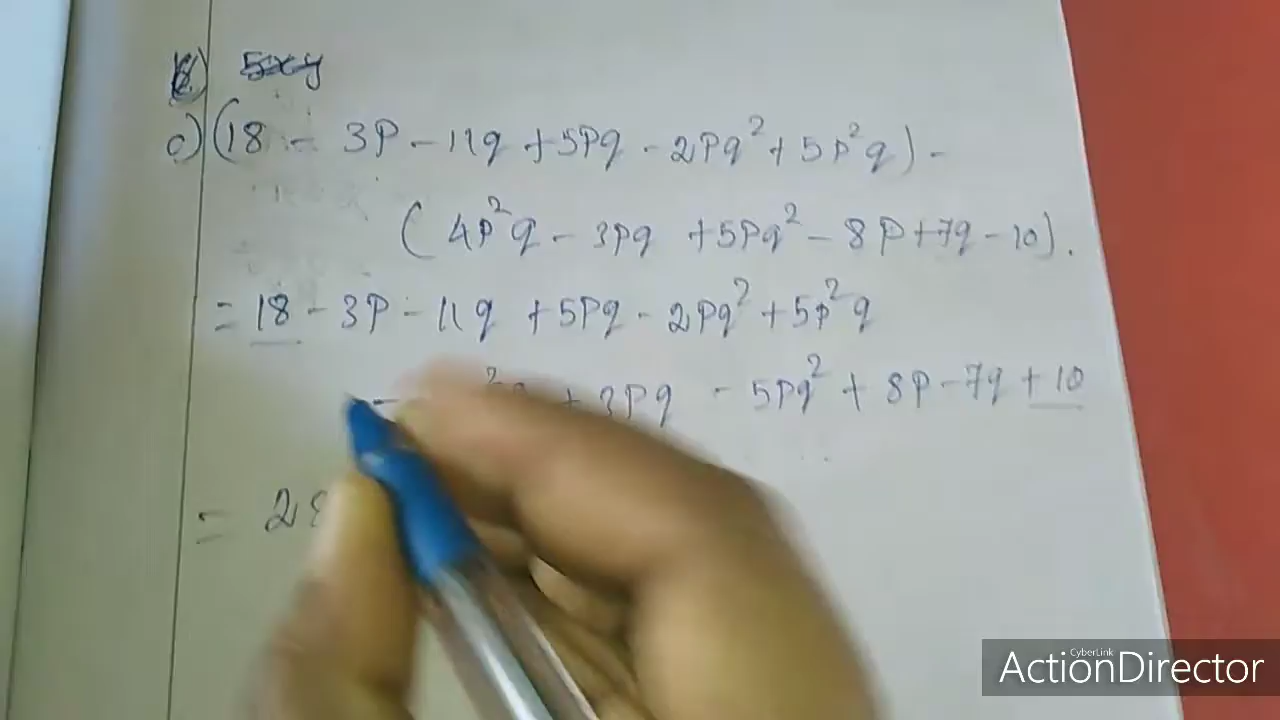 5xy
c) (18 - 3P - 11q + 5Pq - 2Pq² + 5p²q) -
(4p²q - 3pq + 5Pq² - 8P + 7q - 10).
= 18 - 3P - 11q + 5Pq - 2Pq² + 5p²q
- + 3Pq - 5Pq² + 8P - 7q + 10
= 28
CyberLink
ActionDirector